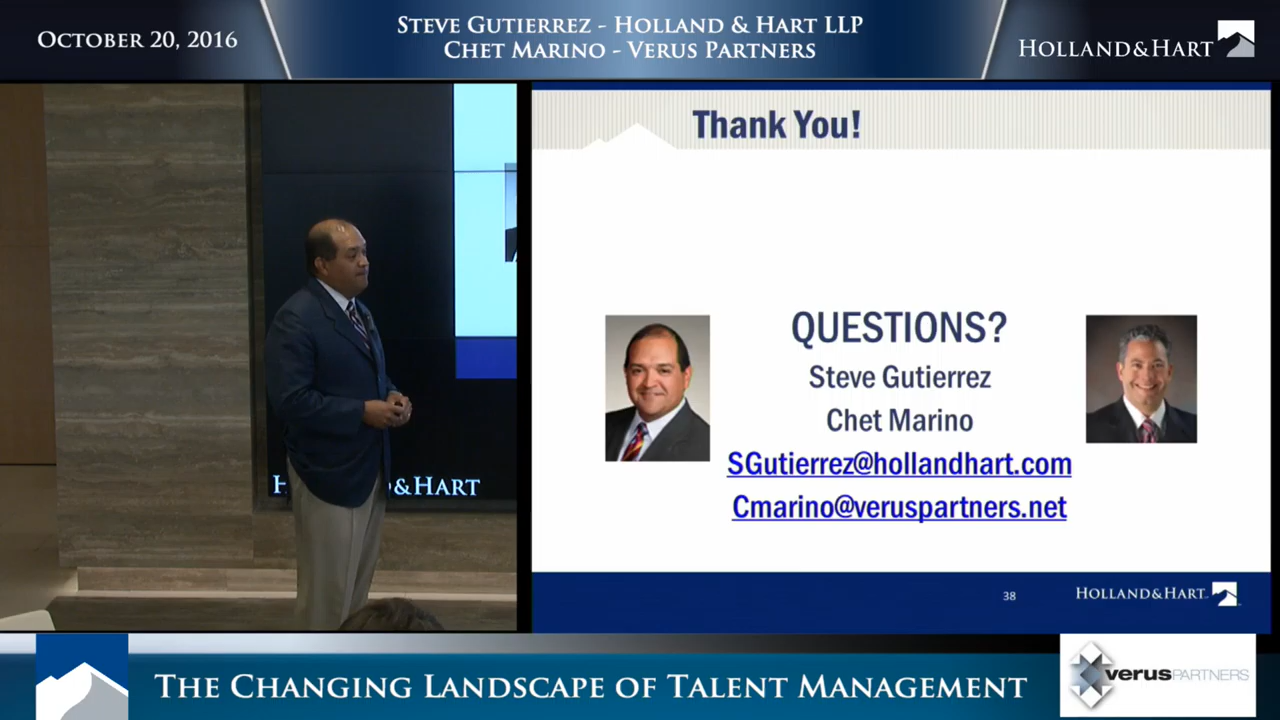 OCTOBER 20, 2016
STEVE GUTIERREZ - HOLLAND & HART LLP
CHET MARINO - VERUS PARTNERS
HOLLAND&HART
Thank You!
QUESTIONS?
Steve Gutierrez
Chet Marino
SGutierrez@hollandhart.com
Cmarino@veruspartners.net
&HART
38
HOLLAND&HART
THE CHANGING LANDSCAPE OF TALENT MANAGEMENT
verusPARTNERS